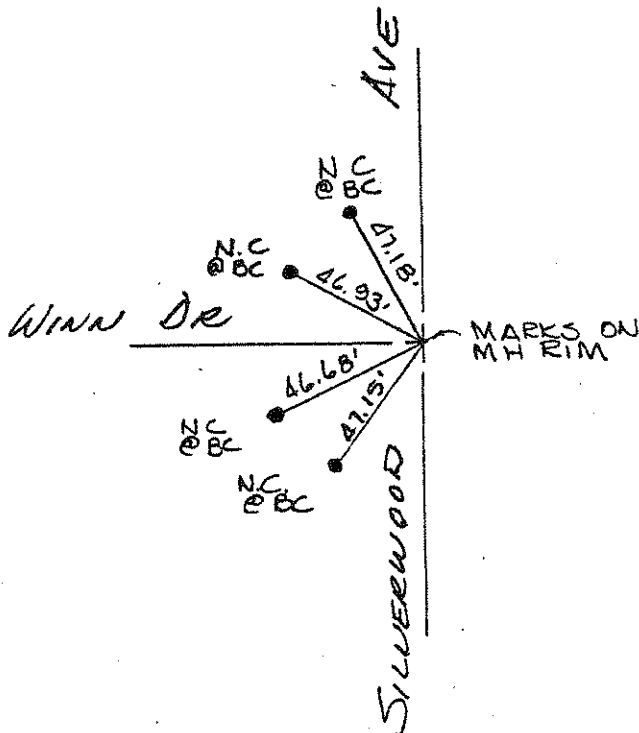 AVE
N C
@ BC
47.18'
N.C
@ BC
46.93'
WINN DR
MARKS ON
MH RIM
46.68'
47.15'
N C
@ BC
N.C.
@ BC
SILVERWOOD